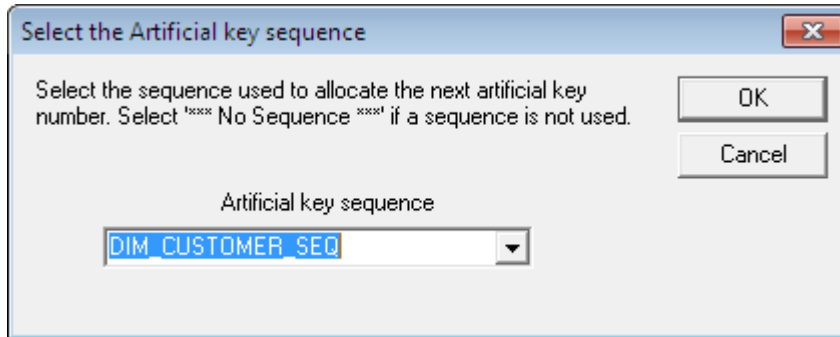 Select the Artificial key sequence
Select the sequence used to allocate the next artificial key
number. Select '*** No Sequence ***' if a sequence is not used.
OK
Cancel
Artificial key sequence
DIM_CUSTOMER_SEQ